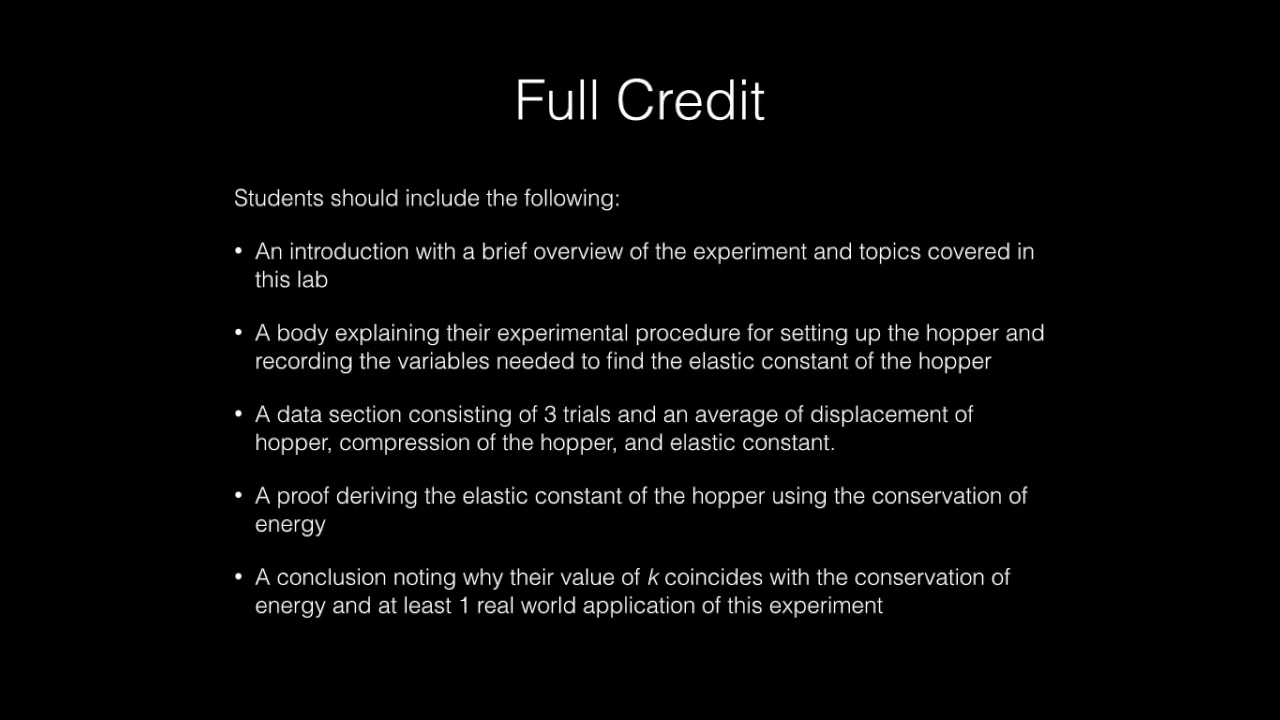 Full Credit
Students should include the following:
• An introduction with a brief overview of the experiment and topics covered in
this lab
• A body explaining their experimental procedure for setting up the hopper and
recording the variables needed to find the elastic constant of the hopper
• A data section consisting of 3 trials and an average of displacement of
hopper, compression of the hopper, and elastic constant.
• A proof deriving the elastic constant of the hopper using the conservation of
energy
• A conclusion noting why their value of k coincides with the conservation of
energy and at least 1 real world application of this experiment